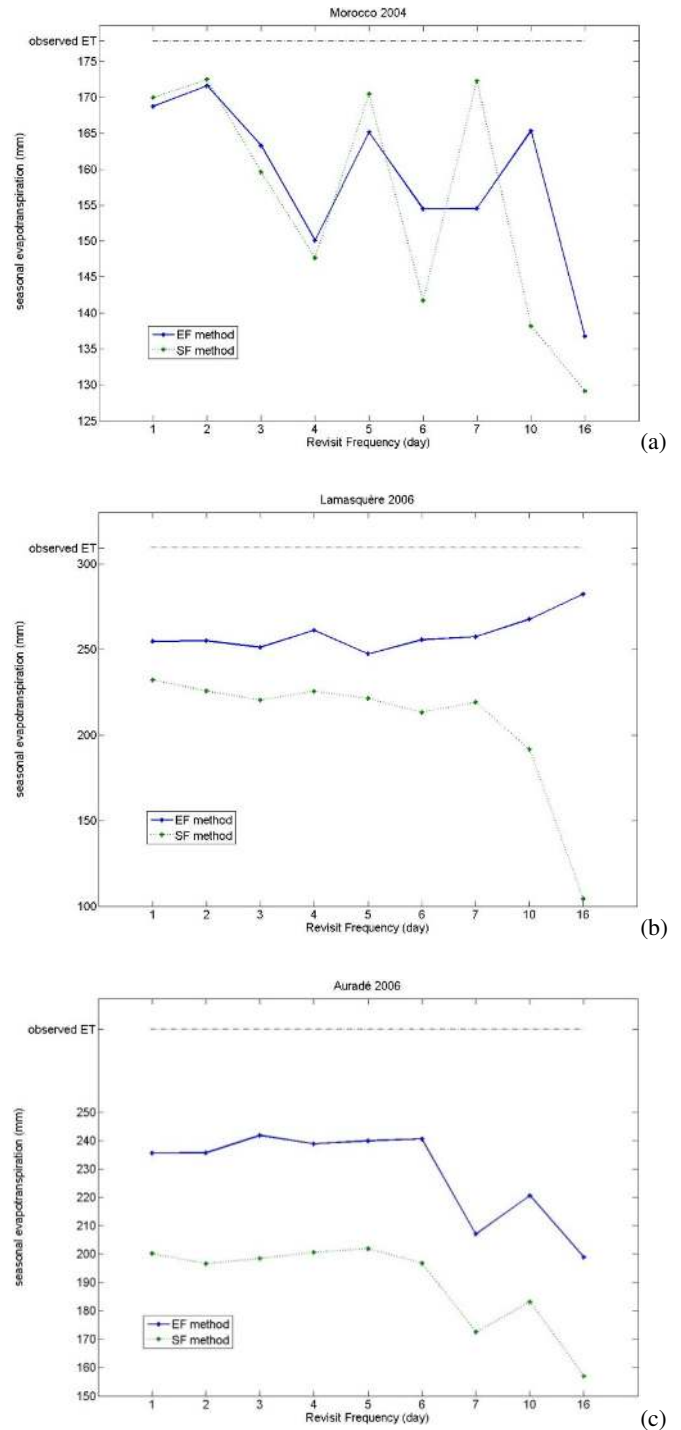 Morocco 2004
observed ET
175
170
165
160
155
150
145
140
135
130
125
seasonal evapotranspiration (mm)
EF method
SF method
1 2 3 4 5 6 7 10 16
Revisit Frequency (day)
(a)
Lamasquère 2006
observed ET
300
250
200
150
100
seasonal evapotranspiration (mm)
EF method
SF method
1 2 3 4 5 6 7 10 16
Revisit Frequency (day)
(b)
Auradé 2006
observed ET
250
240
230
220
210
200
190
180
170
160
150
seasonal evapotranspiration (mm)
EF method
SF method
1 2 3 4 5 6 7 10 16
Revisit Frequency (day)
(c)